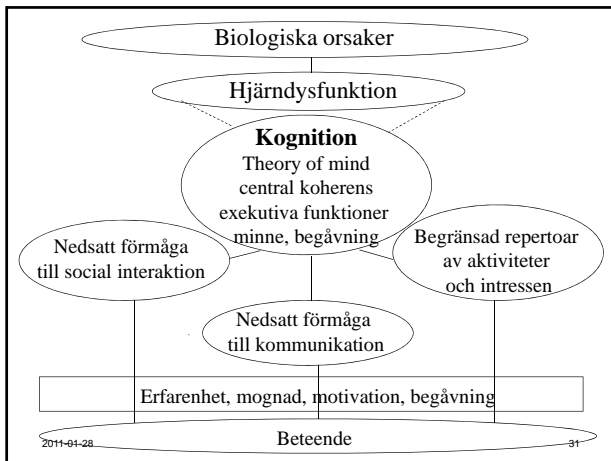 Biologiska orsaker
Hjärndysfunktion
Kognition
Theory of mind
central koherens
exekutiva funktioner
minne, begåvning
Nedsatt förmåga
till social interaktion
Begränsad repertoar
av aktiviteter
och intressen
Nedsatt förmåga
till kommunikation
Erfarenhet, mognad, motivation, begåvning
Beteende
2011-01-28
31